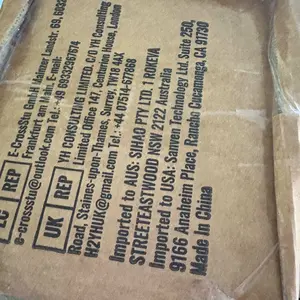 EC REP E-CrossStu GmbH Mainzer Landstr. 69, 60329
Frankfurt am Main, E-mail:
e-crossstu@outlook.com Tel.: +49 69332967674
UK REP YH CONSULTING LIMITED. C/O YH Consulting
Limited Office 147, Centurion House, London
Road, Staines-upon-Thames, Surrey, TW18 4AX
H2YHUK@gmail.com Tel.: +44 07514-677868
Imported to AUS: SIHAO PTY LTD. 1 ROKEVA
STREETEASTWOOD NSW 2122 Australia
Imported to USA: Sanven Technology Ltd. Suite 250,
9166 Anaheim Place, Rancho Cucamonga, CA 91730
Made In China